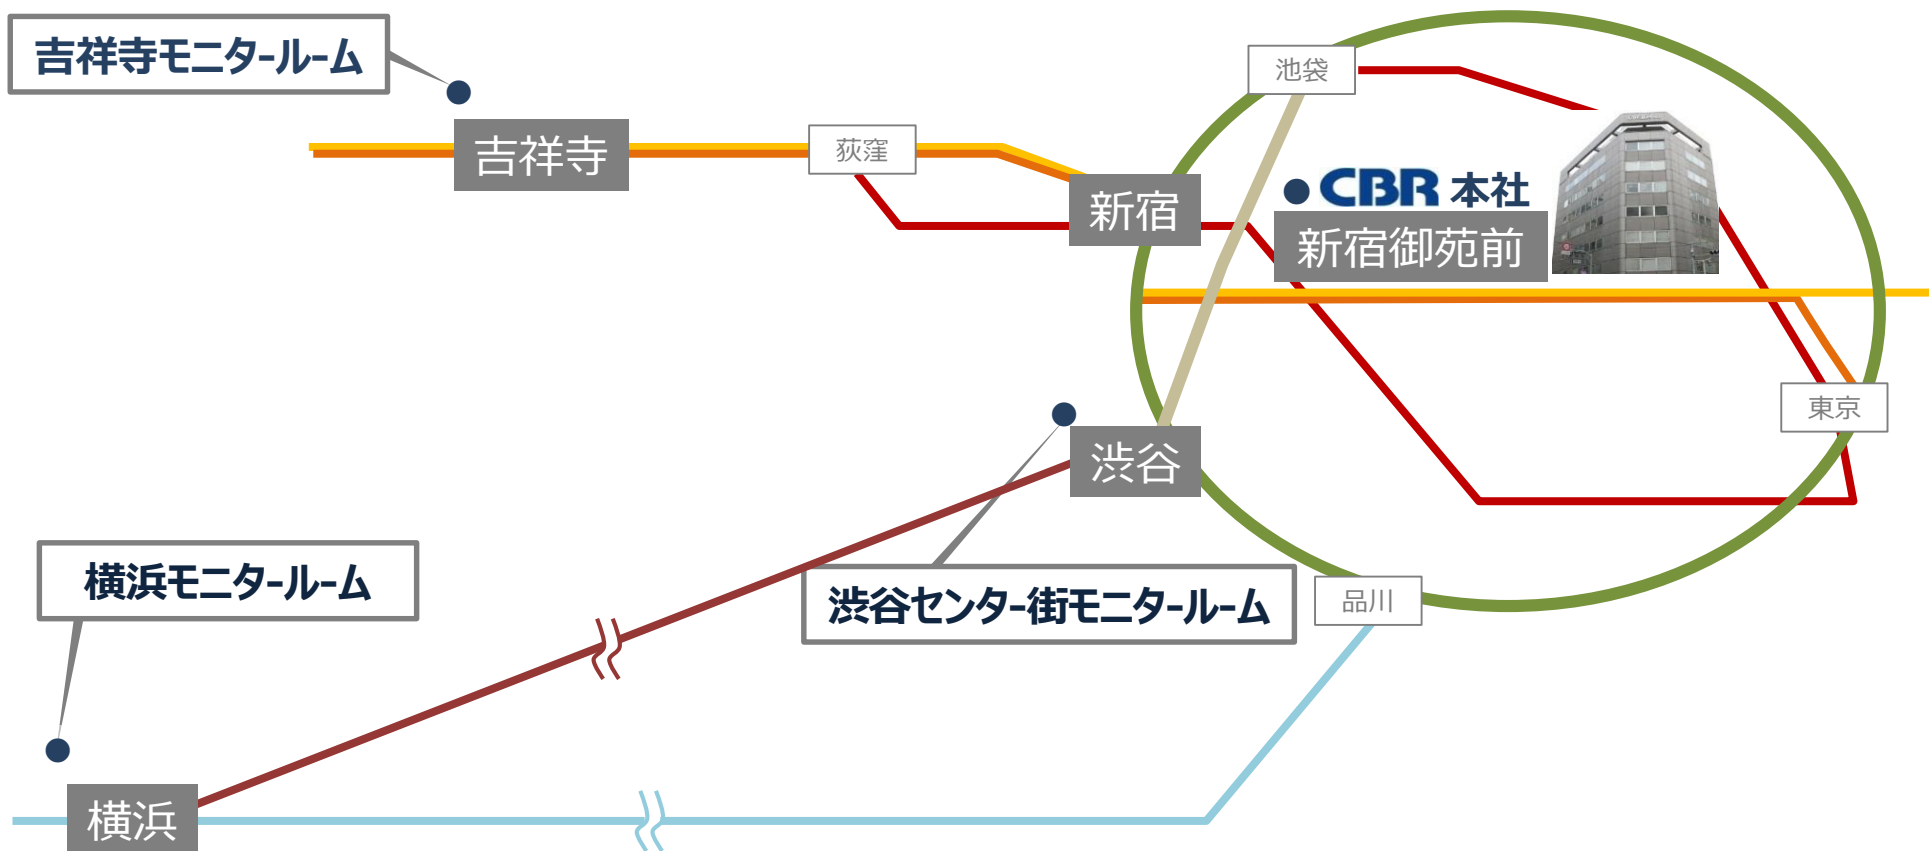 吉祥寺モニタールーム
池袋
吉祥寺
荻窪
新宿
CBR 本社
新宿御苑前
東京
渋谷
横浜モニタールーム
渋谷センター街モニタールーム
品川
横浜